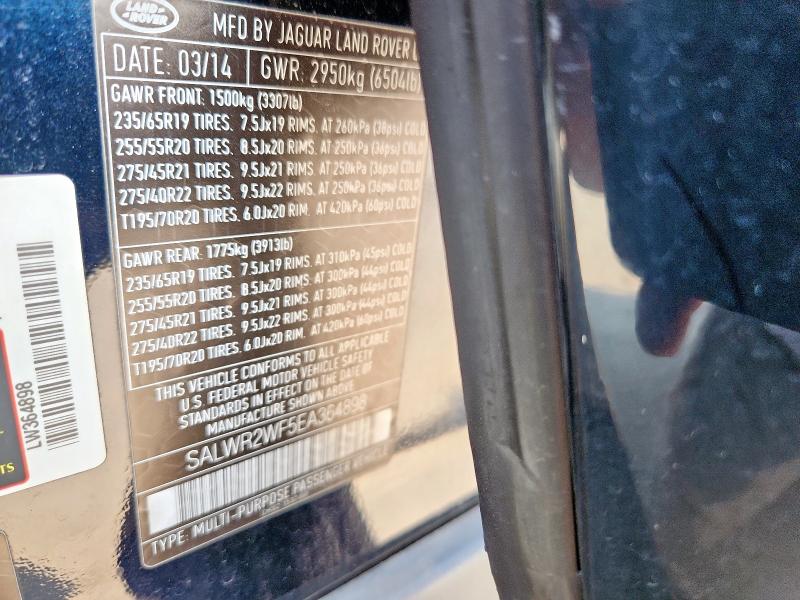 LAND
ROVER
MFD BY JAGUAR LAND ROVER
DATE: 03/14 GWR: 2950kg (6504lb)
GAWR FRONT: 1500kg (3307lb)
235/65R19 TIRES. 7.5Jx19 RIMS. AT 260kPa (38psi) COLD
255/55R20 TIRES. 8.5Jx20 RIMS. AT 250kPa (36psi) COLD
275/45R21 TIRES. 9.5Jx21 RIMS. AT 250kPa (36psi) COLD
275/40R22 TIRES. 9.5Jx22 RIMS. AT 250kPa (36psi) COLD
T195/70R20 TIRES. 6.0Jx20 RIM. AT 420kPa (60psi) COLD
GAWR REAR: 1775kg (3913lb)
235/65R19 TIRES. 7.5Jx19 RIMS. AT 310kPa (45psi) COLD
255/55R20 TIRES. 8.5Jx20 RIMS. AT 300kPa (44psi) COLD
275/45R21 TIRES. 9.5Jx21 RIMS. AT 300kPa (44psi) COLD
275/40R22 TIRES. 9.5Jx22 RIMS. AT 300kPa (44psi) COLD
T195/70R20 TIRES. 6.0Jx20 RIM. AT 420kPa (60psi) COLD
THIS VEHICLE CONFORMS TO ALL APPLICABLE
U.S. FEDERAL MOTOR VEHICLE SAFETY
STANDARDS IN EFFECT ON THE DATE OF
MANUFACTURE SHOWN ABOVE.
SALWR2WF5EA364898
TYPE: MULTI-PURPOSE PASSENGER VEHICLE
LW364898
TS